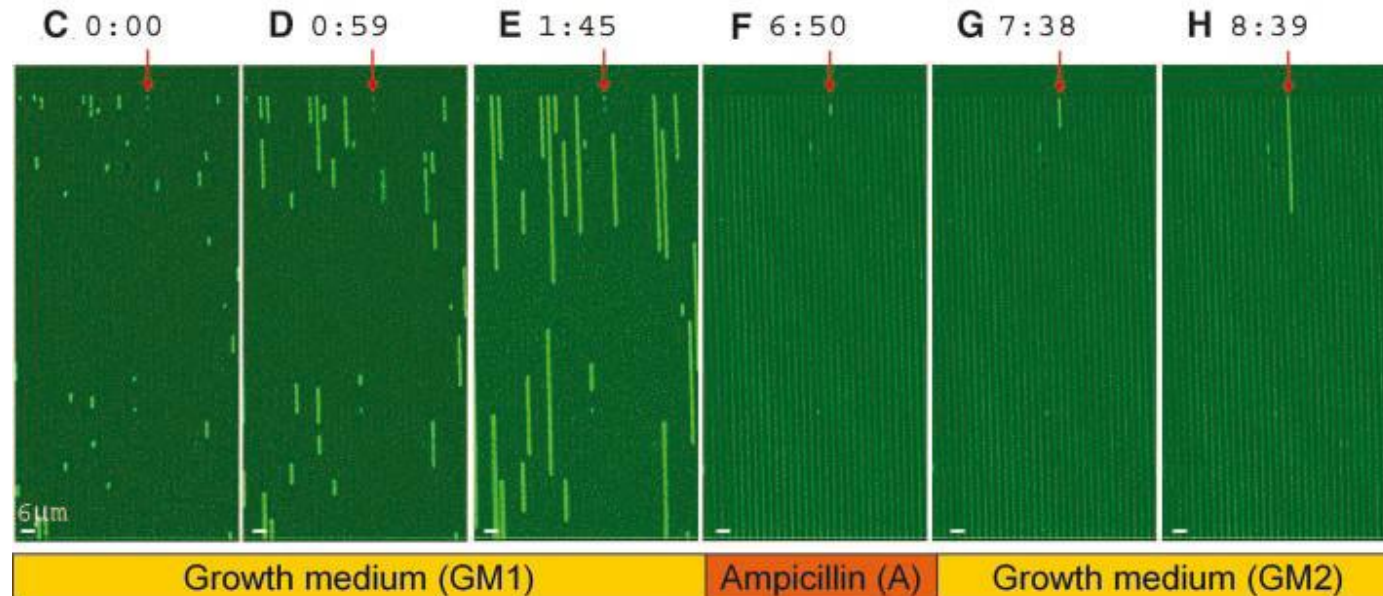 C 0:00 D 0:59 E 1:45 F 6:50 G 7:38 H 8:39
6µm
Growth medium (GM1) Ampicillin (A) Growth medium (GM2)